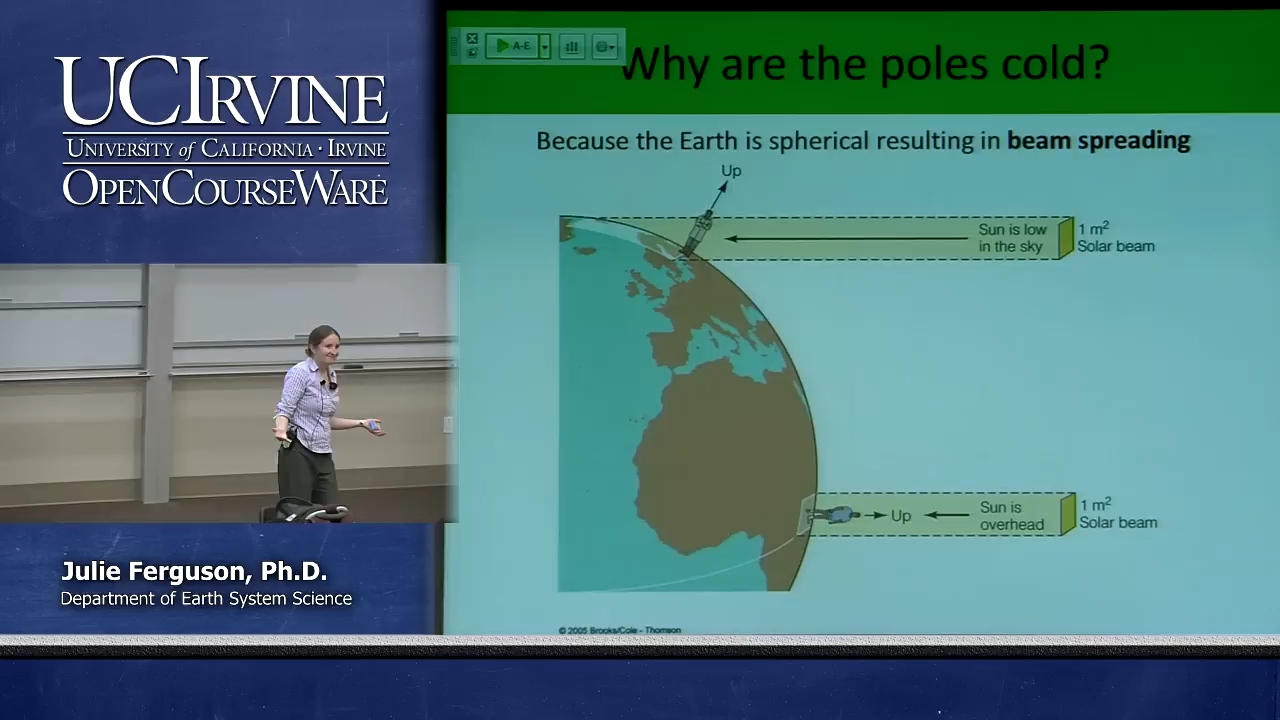 UCIRVINE
UNIVERSITY of CALIFORNIA · IRVINE
OPENCOURSEWARE
Julie Ferguson, Ph.D.
Department of Earth System Science
A-E
Why are the poles cold?
Because the Earth is spherical resulting in beam spreading
Up
Sun is low
in the sky
1 m²
Solar beam
Up
Sun is
overhead
1 m²
Solar beam
© 2005 Brooks/Cole - Thomson